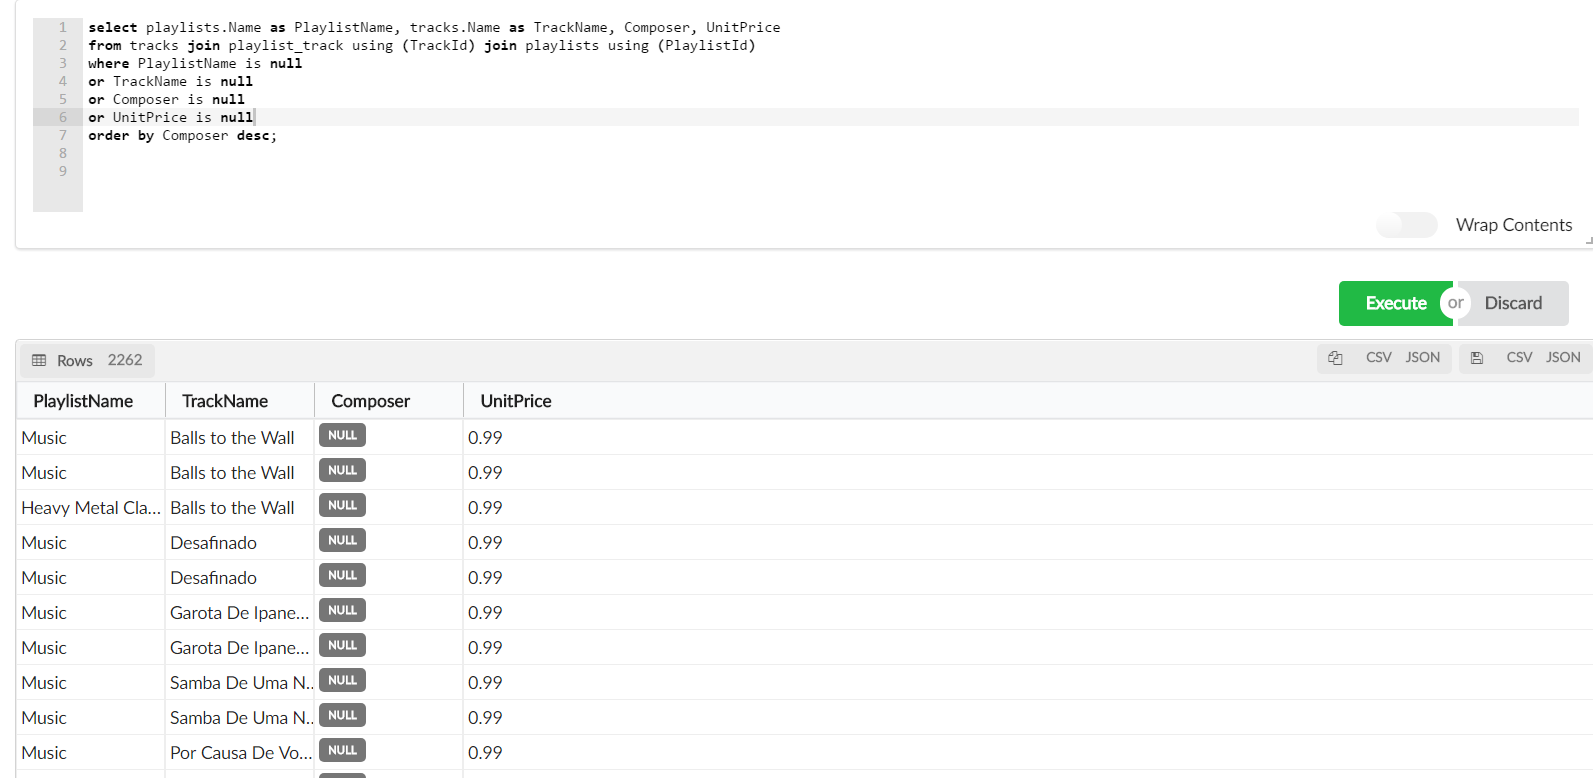 1 select playlists.Name as PlaylistName, tracks.Name as TrackName, Composer, UnitPrice
2 from tracks join playlist_track using (TrackId) join playlists using (PlaylistId)
3 where PlaylistName is null
4 or TrackName is null
5 or Composer is null
6 or UnitPrice is null
7 order by Composer desc;
8
9
Wrap Contents
Execute or Discard
Rows 2262 CSV JSON CSV JSON
PlaylistName TrackName Composer UnitPrice
Music Balls to the Wall NULL 0.99
Music Balls to the Wall NULL 0.99
Heavy Metal Cla... Balls to the Wall NULL 0.99
Music Desafinado NULL 0.99
Music Desafinado NULL 0.99
Music Garota De Ipane... NULL 0.99
Music Garota De Ipane... NULL 0.99
Music Samba De Uma N.. NULL 0.99
Music Samba De Uma N.. NULL 0.99
Music Por Causa De Vo... NULL 0.99